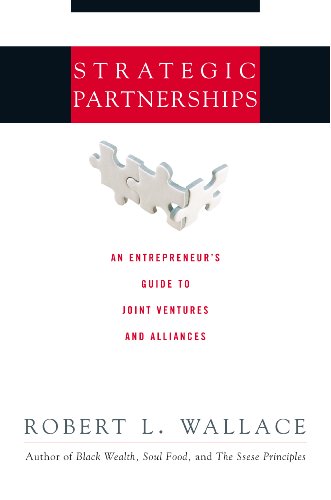 STRATEGIC
PARTNERSHIPS
AN ENTREPRENEUR'S
GUIDE TO
JOINT VENTURES
AND ALLIANCES
ROBERT L. WALLACE
Author of Black Wealth, Soul Food, and The Ssese Principles